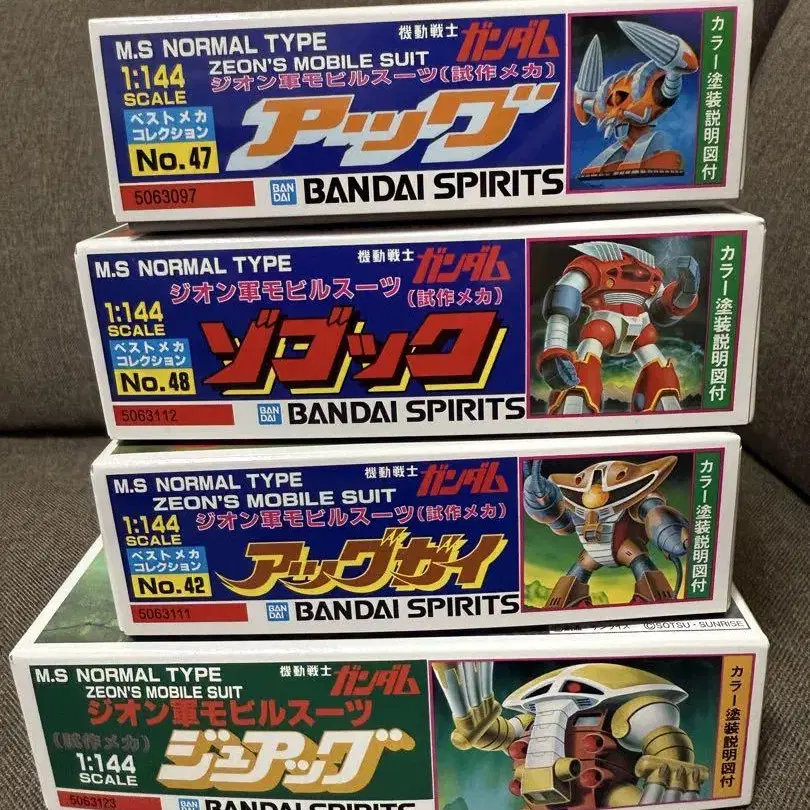 M.S NORMAL TYPE
機動戦士 ガンダム
1:144
SCALE
ZEON'S MOBILE SUIT
ジオン軍モビルスーツ(試作メカ)
ベストメカ
コレクション
No.47
アッグ
5063097
BAN
DAI
BANDAI SPIRITS
カラー塗装説明図付
M.S NORMAL TYPE
機動戦士 ガンダム
1:144
SCALE
ジオン軍モビルスーツ(試作メカ)
ベストメカ
コレクション
No.48
ゾゴック
5063112
BAN
DAI
BANDAI SPIRITS
カラー塗装説明図付
M.S NORMAL TYPE
機動戦士 ガンダム
ZEON'S MOBILE SUIT
1:144
SCALE
ジオン軍モビルスーツ(試作メカ)
ベストメカ
コレクション
No.42
アッグガイ
5063111
BAN
DAI
BANDAI SPIRITS
カラー塗装説明図付
©SOTSU・SUNRISE
M.S NORMAL TYPE
機動戦士 ガンダム
ZEON'S MOBILE SUIT
ジオン軍モビルスーツ
(試作メカ)
1:144
SCALE
ジュアッグ
5063123
BAN
BANDAI SPIRITS
カラー塗装説明図付